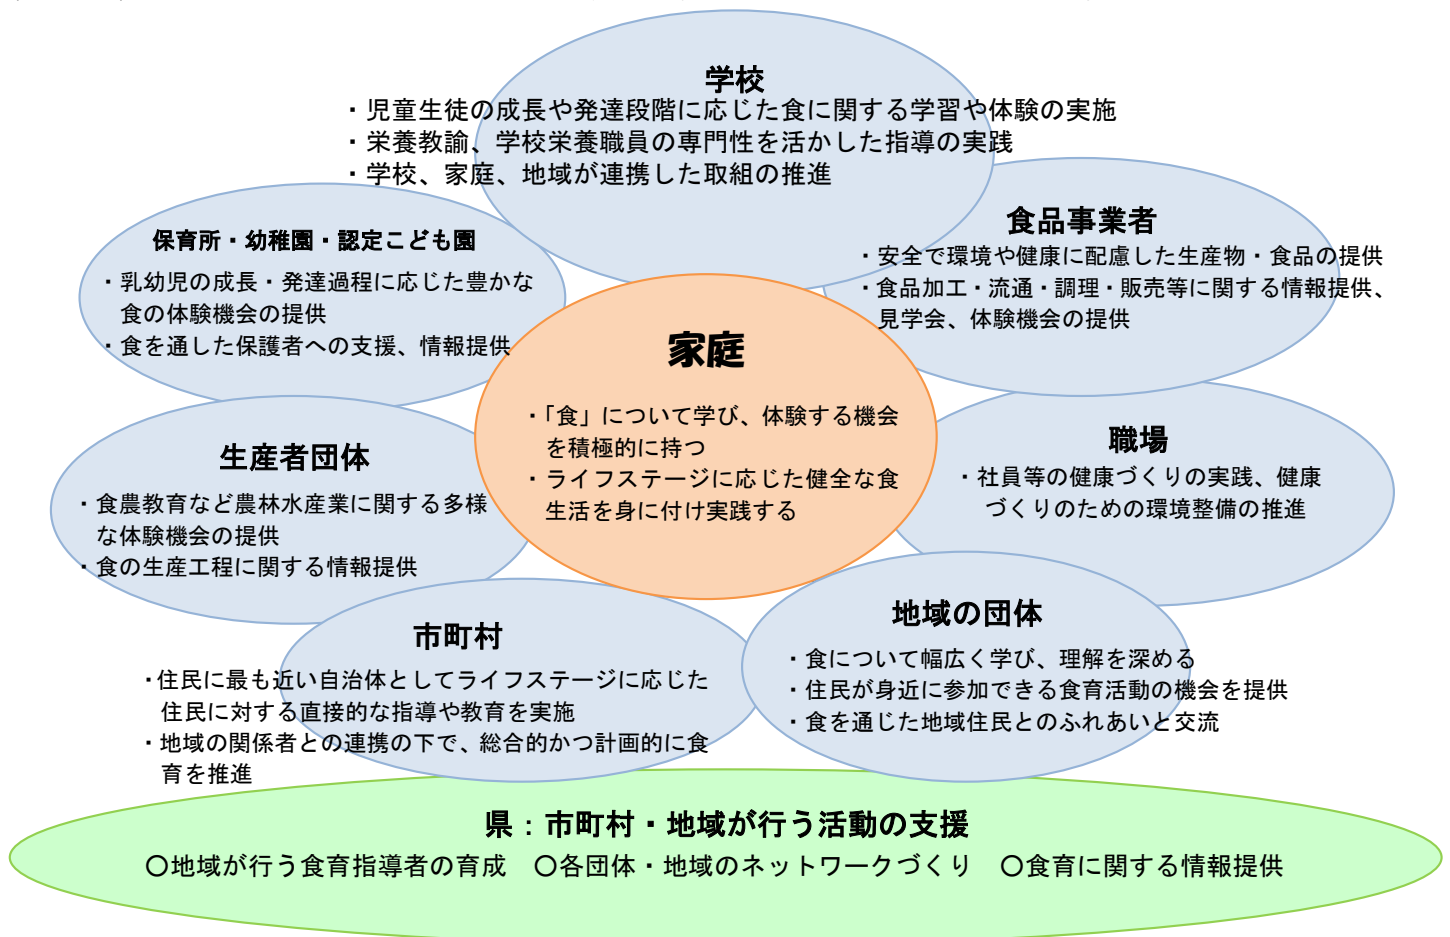 学校
・児童生徒の成長や発達段階に応じた食に関する学習や体験の実施
・栄養教諭、学校栄養職員の専門性を活かした指導の実践
・学校、家庭、地域が連携した取組の推進
保育所・幼稚園・認定こども園
・乳幼児の成長・発達過程に応じた豊かな
食の体験機会の提供
・食を通した保護者への支援、情報提供
食品事業者
・安全で環境や健康に配慮した生産物・食品の提供
・食品加工・流通・調理・販売等に関する情報提供、
見学会、体験機会の提供
家庭
・「食」について学び、体験する機会
を積極的に持つ
・ライフステージに応じた健全な食
生活を身に付け実践する
生産者団体
・食農教育など農林水産業に関する多様
な体験機会の提供
・食の生産工程に関する情報提供
職場
・社員等の健康づくりの実践、健康
づくりのための環境整備の推進
市町村
・住民に最も近い自治体としてライフステージに応じた
住民に対する直接的な指導や教育を実施
・地域の関係者との連携の下で、総合的かつ計画的に食
育を推進
地域の団体
・食について幅広く学び、理解を深める
・住民が身近に参加できる食育活動の機会を提供
・食を通じた地域住民とのふれあいと交流
県：市町村・地域が行う活動の支援
〇地域が行う食育指導者の育成　〇各団体・地域のネットワークづくり　〇食育に関する情報提供